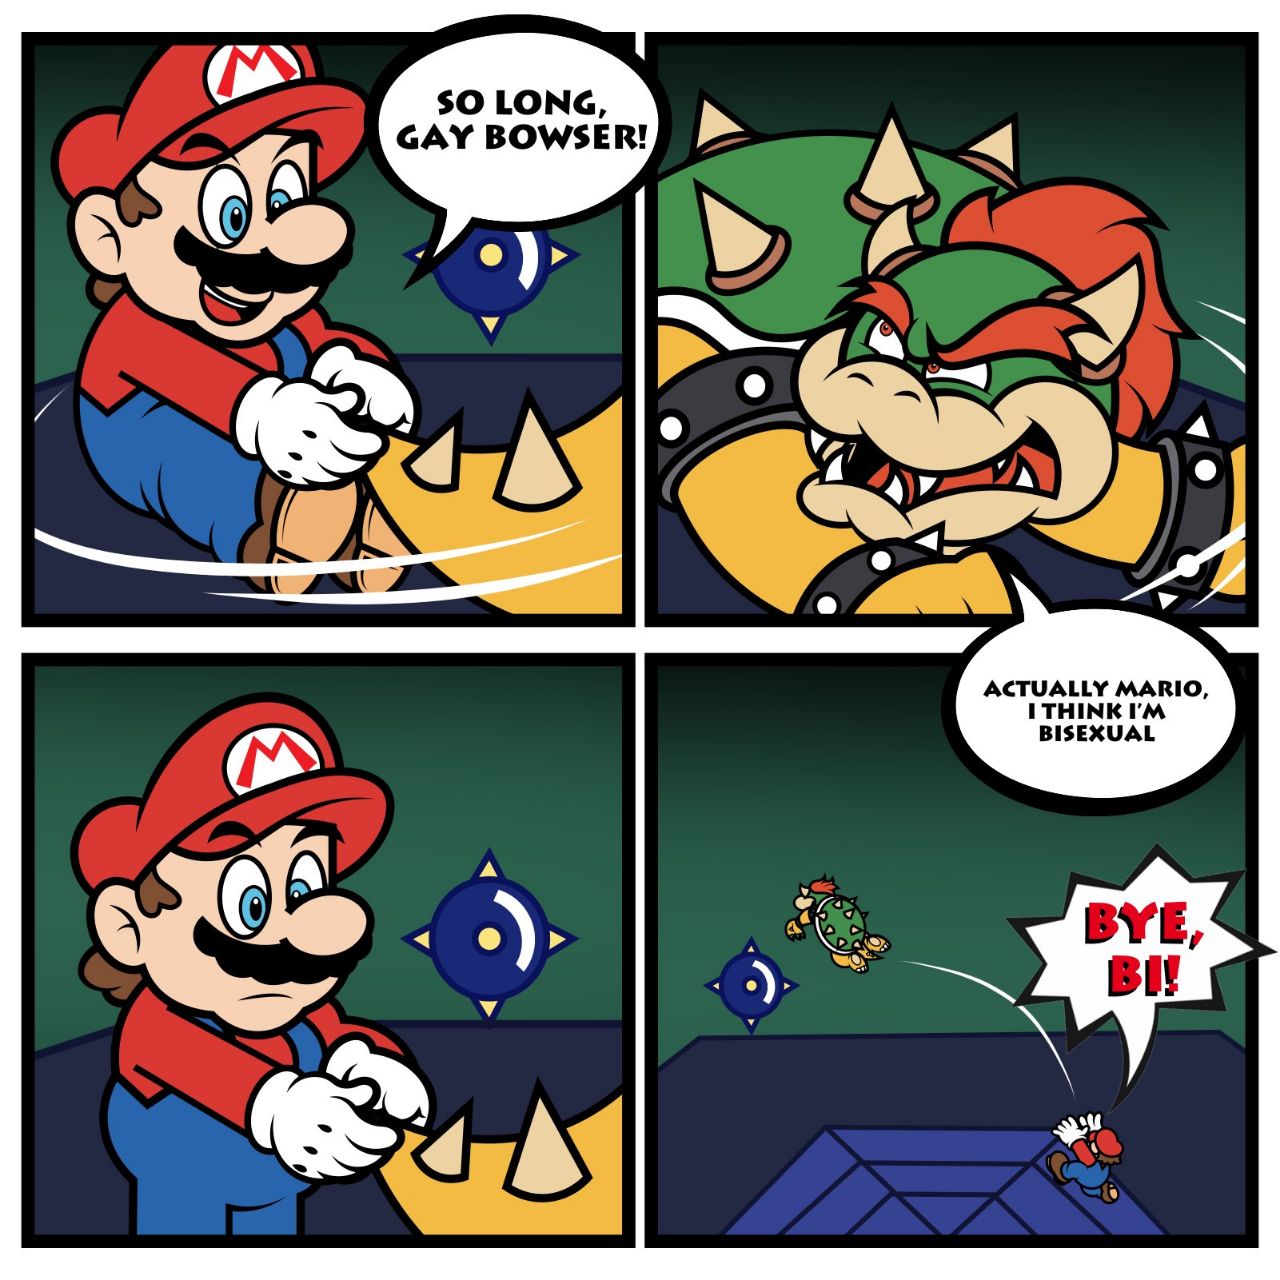 M
SO LONG,
GAY BOWSER!
ACTUALLY MARIO,
I THINK I'M
BISEXUAL
M
BYE,
BI!